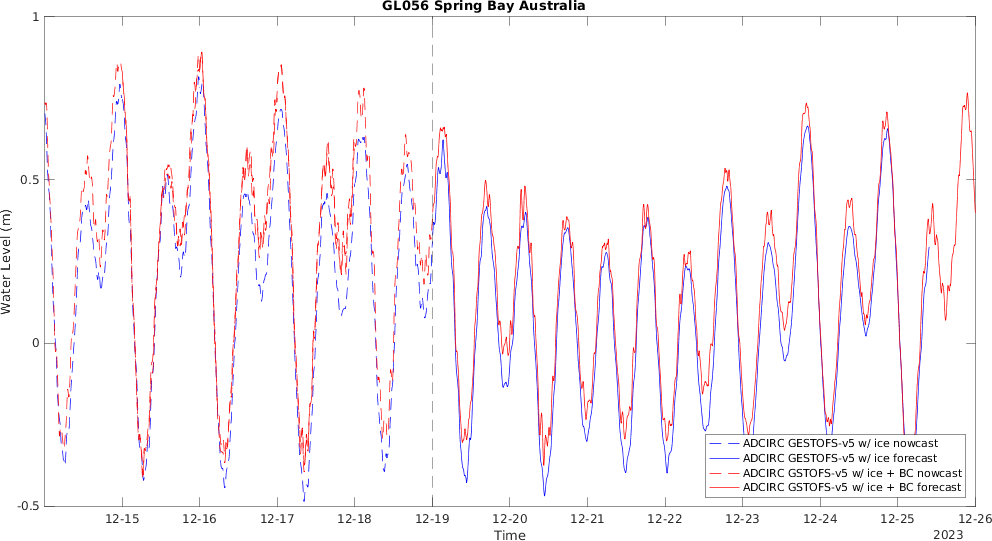 GL056 Spring Bay Australia
1
0.5
0
-0.5
Water Level (m)
12-15 12-16 12-17 12-18 12-19 12-20 12-21 12-22 12-23 12-24 12-25 12-26
Time
2023
ADCIRC GESTOFS-v5 w/ ice nowcast
ADCIRC GESTOFS-v5 w/ ice forecast
ADCIRC GSTOFS-v5 w/ ice + BC nowcast
ADCIRC GSTOFS-v5 w/ ice + BC forecast